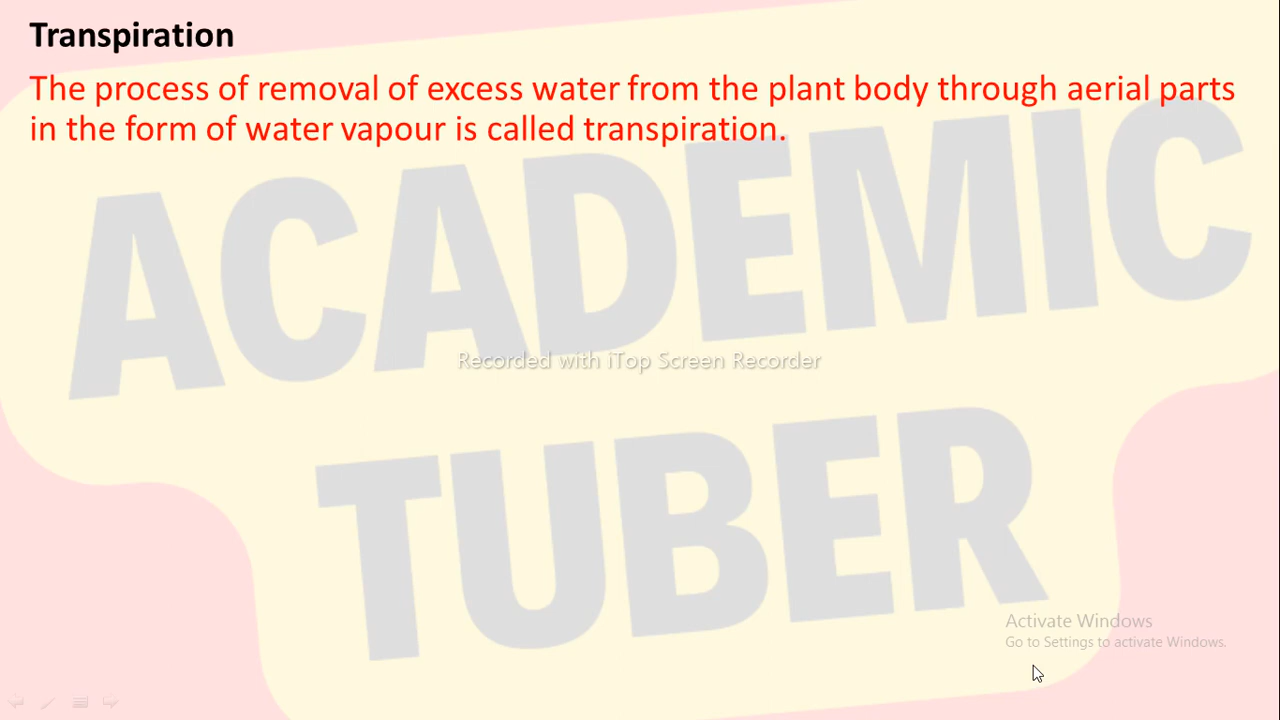 Transpiration
The process of removal of excess water from the plant body through aerial parts
in the form of water vapour is called transpiration.
ACADEMIC
Recorded with iTop Screen Recorder
TUBER
Activate Windows
Go to Settings to activate Windows.